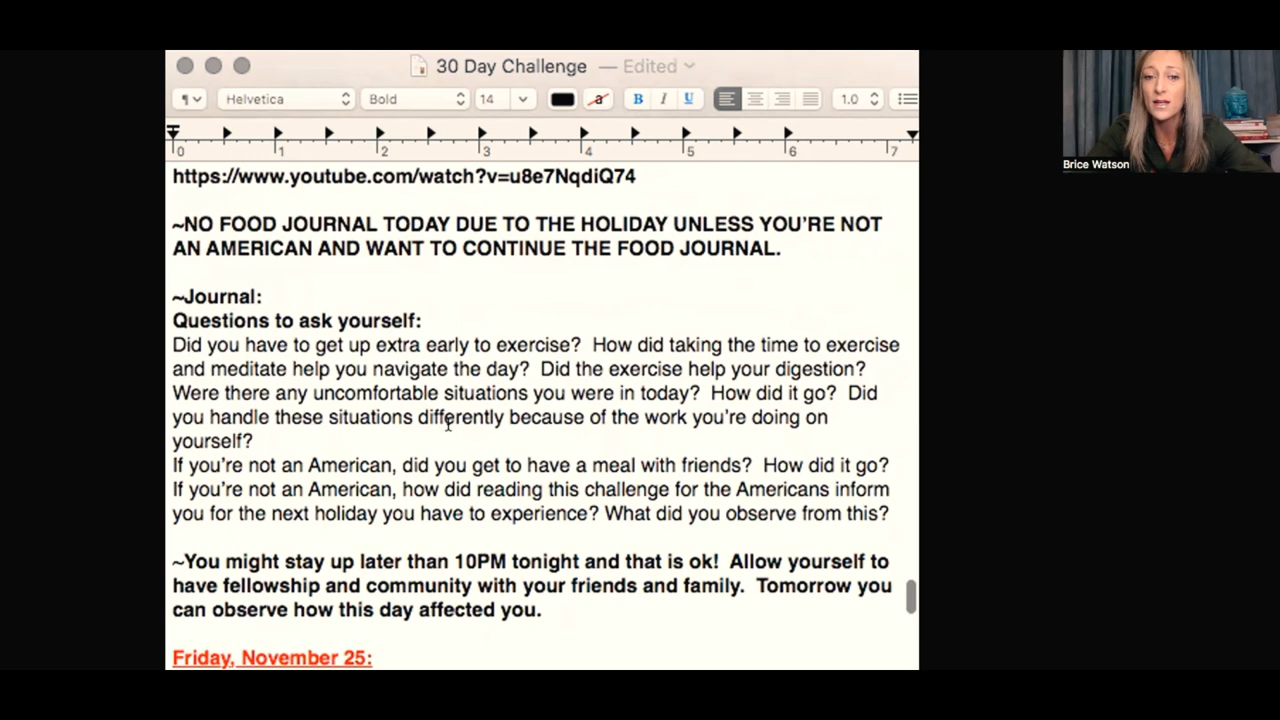 30 Day Challenge — Edited
¶ Helvetica Bold 14 a B I U 1.0
0 1 2 3 4 5 6 7
https://www.youtube.com/watch?v=u8e7NqdiQ74
~NO FOOD JOURNAL TODAY DUE TO THE HOLIDAY UNLESS YOU'RE NOT
AN AMERICAN AND WANT TO CONTINUE THE FOOD JOURNAL.
~Journal:
Questions to ask yourself:
Did you have to get up extra early to exercise?  How did taking the time to exercise
and meditate help you navigate the day?  Did the exercise help your digestion?
Were there any uncomfortable situations you were in today?  How did it go?  Did
you handle these situations differently because of the work you're doing on
yourself?
If you're not an American, did you get to have a meal with friends?  How did it go?
If you're not an American, how did reading this challenge for the Americans inform
you for the next holiday you have to experience? What did you observe from this?
~You might stay up later than 10PM tonight and that is ok!  Allow yourself to
have fellowship and community with your friends and family.  Tomorrow you
can observe how this day affected you.
Friday, November 25:
Brice Watson